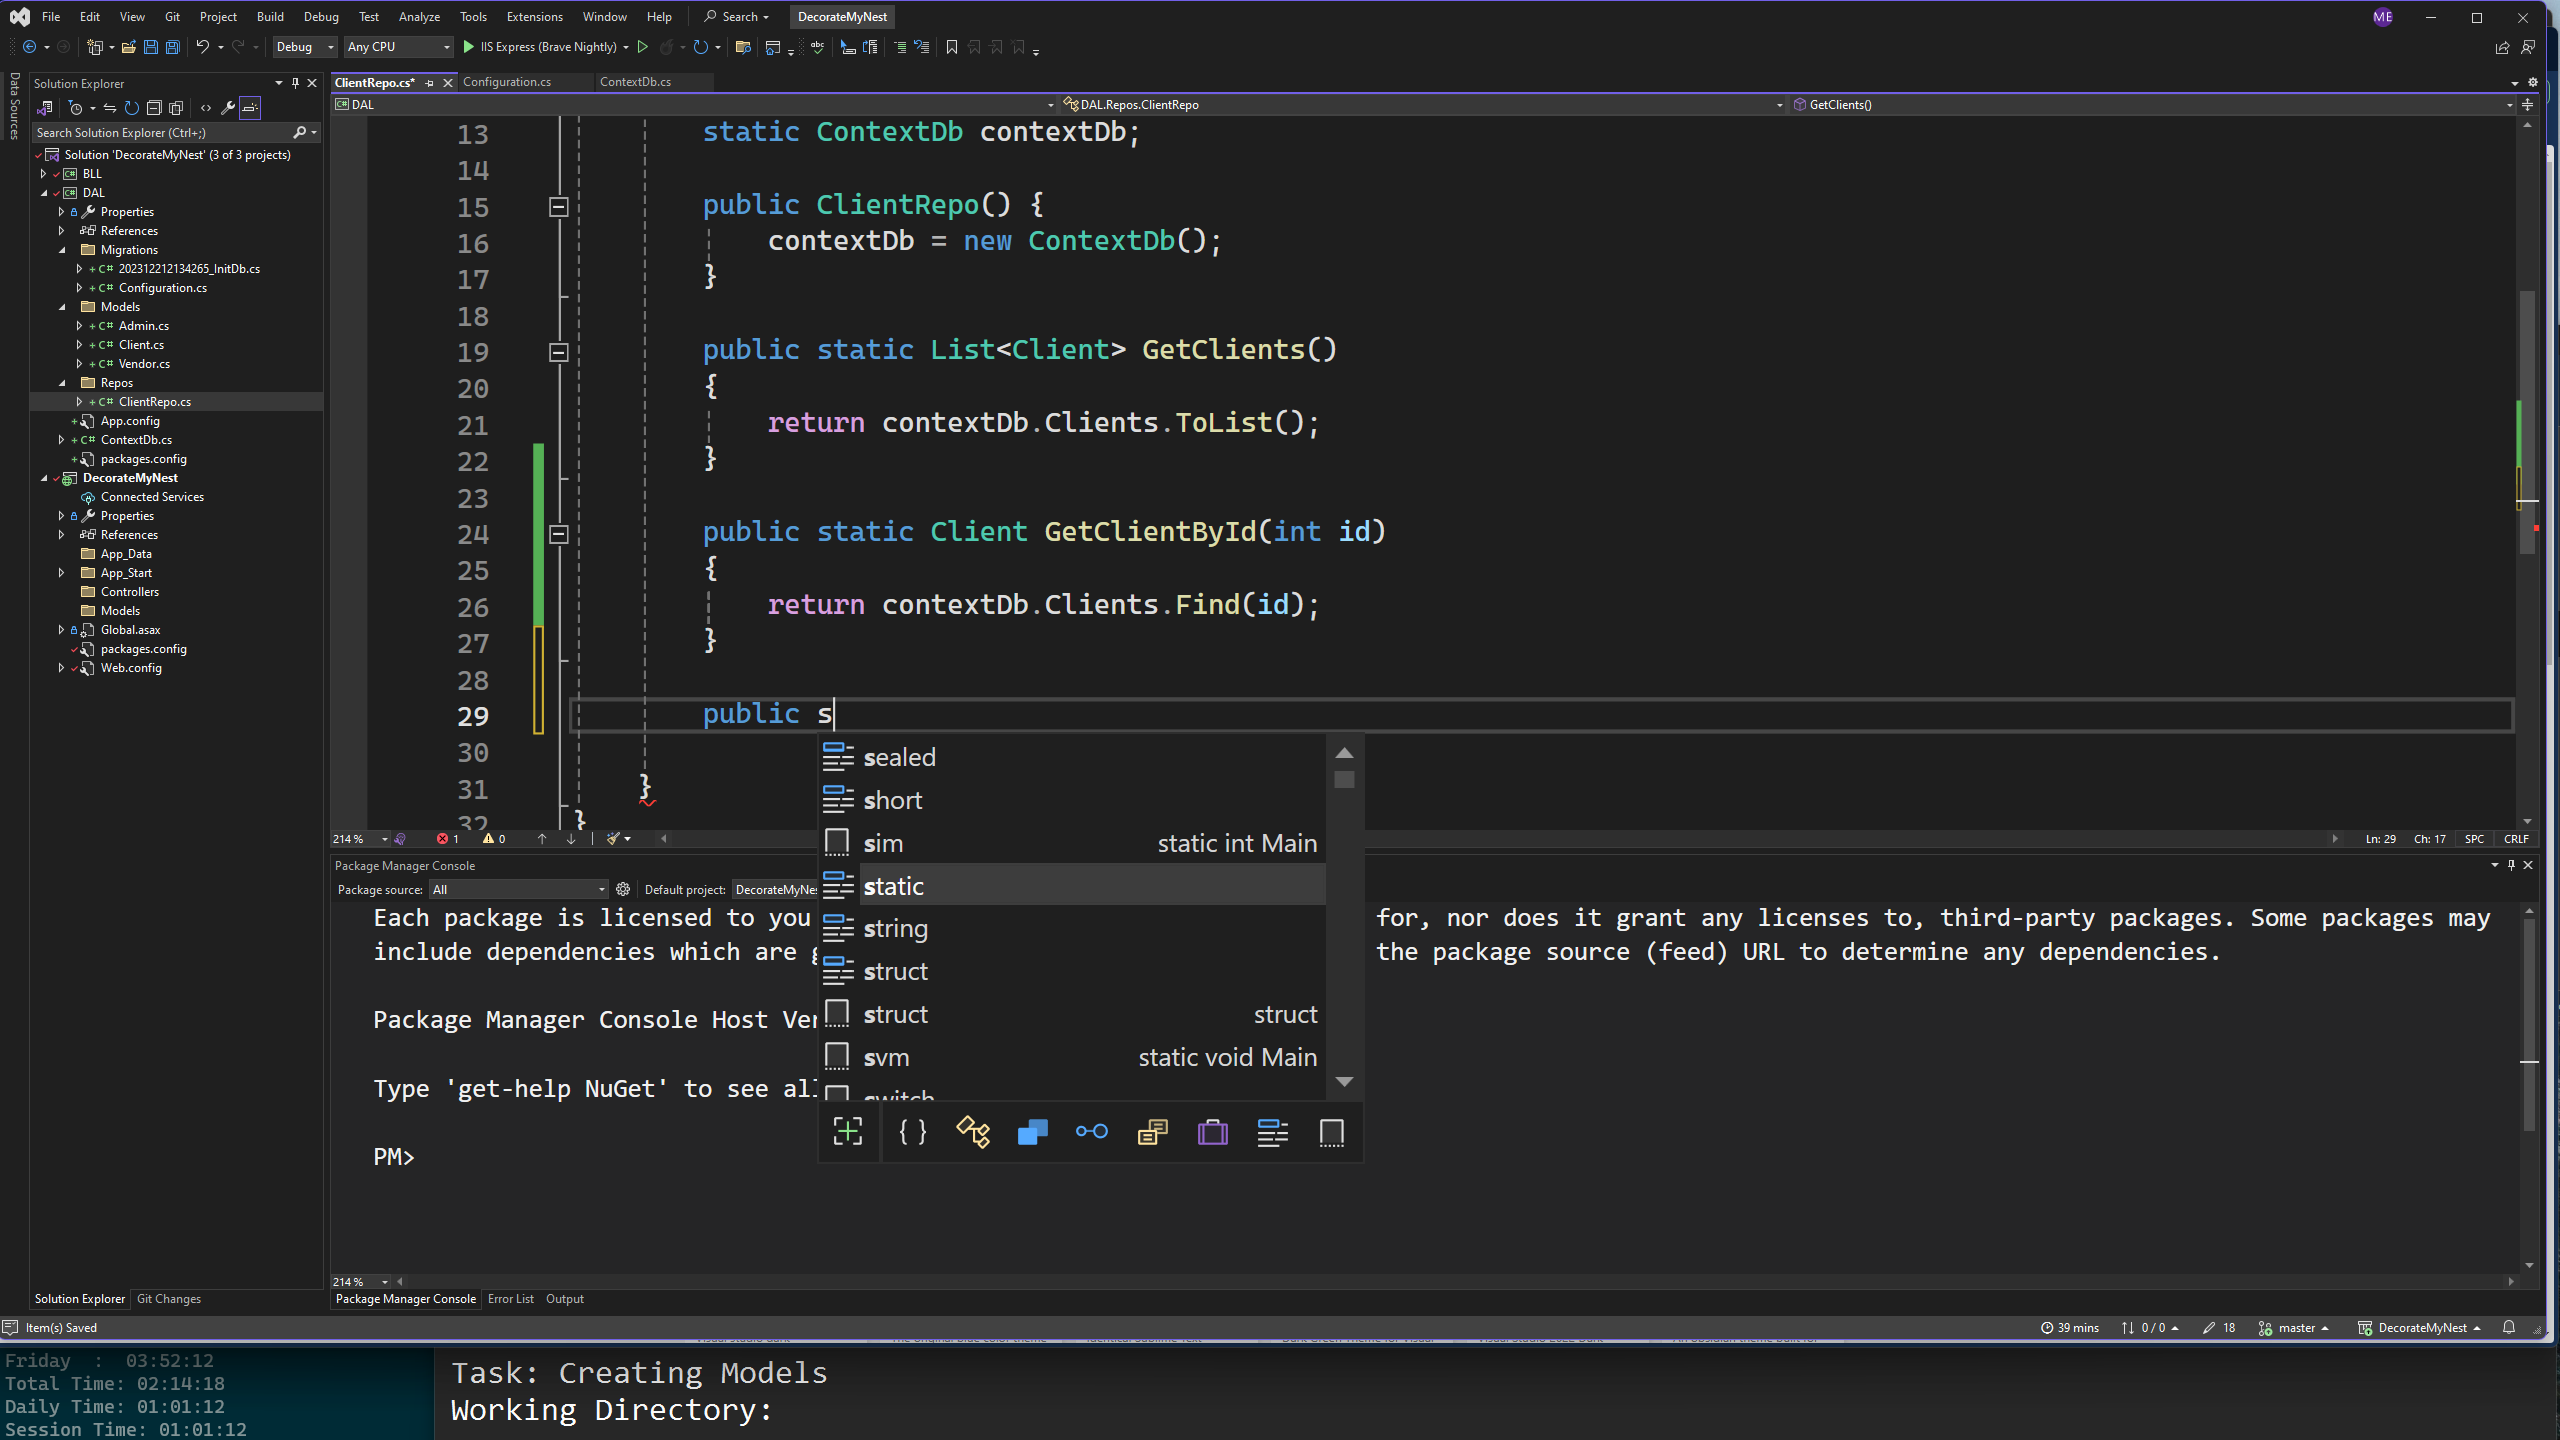 File Edit View Git Project Build Debug Test Analyze Tools Extensions Window Help Search DecorateMyNest ME
Debug Any CPU IIS Express (Brave Nightly)
Data Sources
Solution Explorer
Search Solution Explorer (Ctrl+;)
Solution 'DecorateMyNest' (3 of 3 projects)
BLL
DAL
Properties
References
Migrations
202312212134265_InitDb.cs
Configuration.cs
Models
Admin.cs
Client.cs
Vendor.cs
Repos
ClientRepo.cs
App.config
ContextDb.cs
packages.config
DecorateMyNest
Connected Services
Properties
References
App_Data
App_Start
Controllers
Models
Global.asax
packages.config
Web.config
Solution Explorer Git Changes
ClientRepo.cs* Configuration.cs ContextDb.cs
DAL DAL.Repos.ClientRepo GetClients()
13 static ContextDb contextDb;
14
15 public ClientRepo() {
16 contextDb = new ContextDb();
17 }
18
19 public static List<Client> GetClients()
20 {
21 return contextDb.Clients.ToList();
22 }
23
24 public static Client GetClientById(int id)
25 {
26 return contextDb.Clients.Find(id);
27 }
28
29 public s
30
31 }
32 }
sealed
short
sim static int Main
static
string
struct
struct struct
svm static void Main
switch
214 % 1 0 Ln: 29 Ch: 17 SPC CRLF
Package Manager Console
Package source: All Default project: DecorateMyNes
Each package is licensed to you for, nor does it grant any licenses to, third-party packages. Some packages may
include dependencies which are g the package source (feed) URL to determine any dependencies.
Package Manager Console Host Ver
Type 'get-help NuGet' to see all
PM>
214 %
Package Manager Console Error List Output
Item(s) Saved 39 mins 0 / 0 18 master DecorateMyNest
Friday : 03:52:12
Total Time: 02:14:18
Daily Time: 01:01:12
Session Time: 01:01:12
Task: Creating Models
Working Directory: